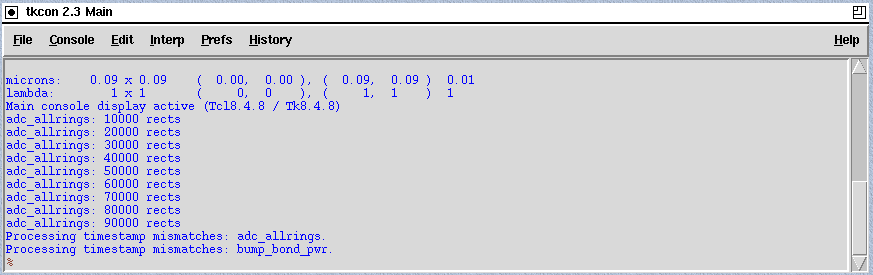 tkcon 2.3 Main
File Console Edit Interp Prefs History Help
microns: 0.09 x 0.09 ( 0.00, 0.00 ), ( 0.09, 0.09 ) 0.01
lambda: 1 x 1 ( 0, 0 ), ( 1, 1 ) 1
Main console display active (Tcl8.4.8 / Tk8.4.8)
adc_allrings: 10000 rects
adc_allrings: 20000 rects
adc_allrings: 30000 rects
adc_allrings: 40000 rects
adc_allrings: 50000 rects
adc_allrings: 60000 rects
adc_allrings: 70000 rects
adc_allrings: 80000 rects
adc_allrings: 90000 rects
Processing timestamp mismatches: adc_allrings.
Processing timestamp mismatches: bump_bond_pwr.
%